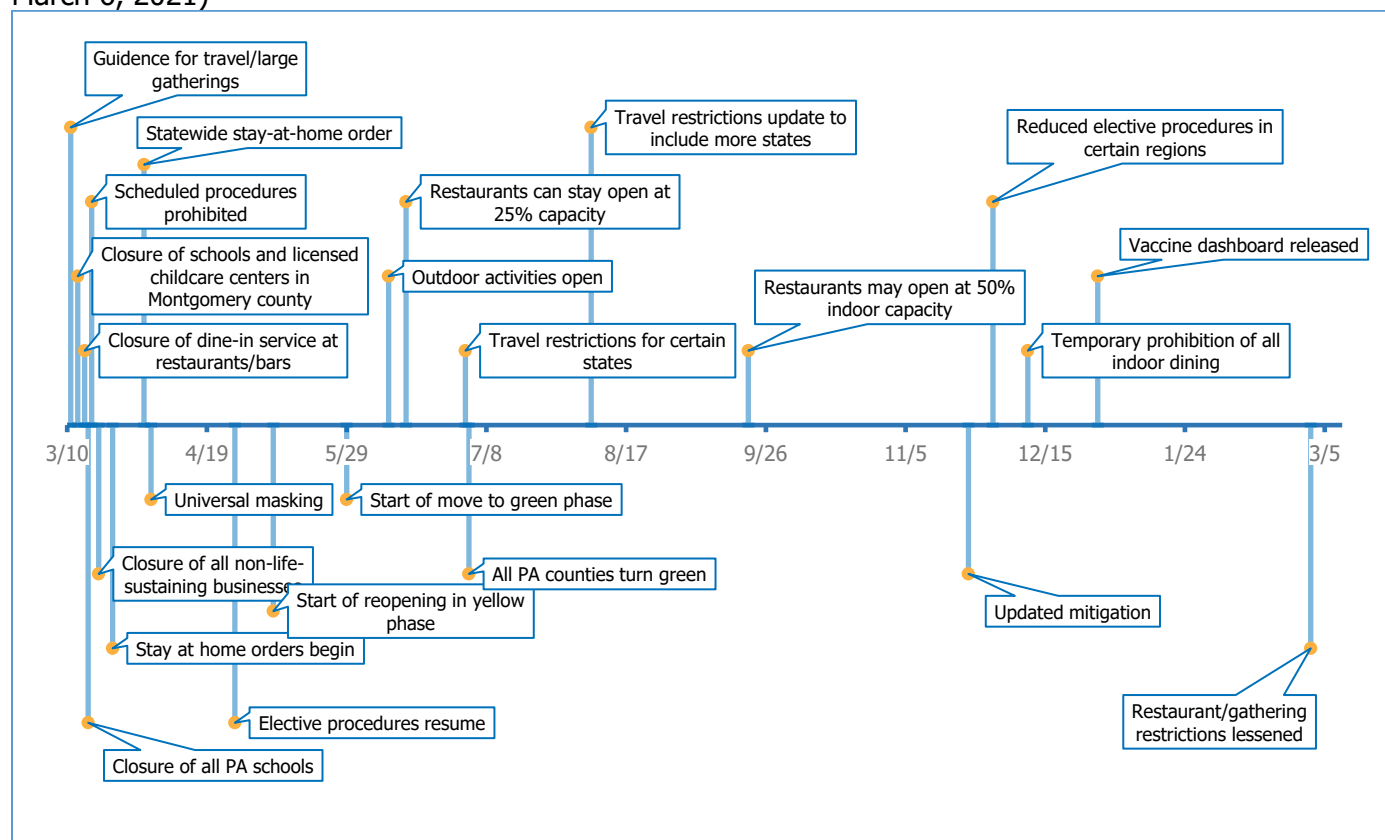 March 6, 2021)
Guidence for travel/large
gatherings
Statewide stay-at-home order
Scheduled procedures
prohibited
Closure of schools and licensed
childcare centers in
Montgomery county
Closure of dine-in service at
restaurants/bars
Travel restrictions update to
include more states
Restaurants can stay open at
25% capacity
Outdoor activities open
Travel restrictions for certain
states
Restaurants may open at 50%
indoor capacity
Reduced elective procedures in
certain regions
Vaccine dashboard released
Temporary prohibition of all
indoor dining
3/10 4/19 5/29 7/8 8/17 9/26 11/5 12/15 1/24 3/5
Universal masking
Start of move to green phase
Closure of all non-life-
sustaining businesses
Start of reopening in yellow
phase
All PA counties turn green
Updated mitigation
Stay at home orders begin
Elective procedures resume
Closure of all PA schools
Restaurant/gathering
restrictions lessened